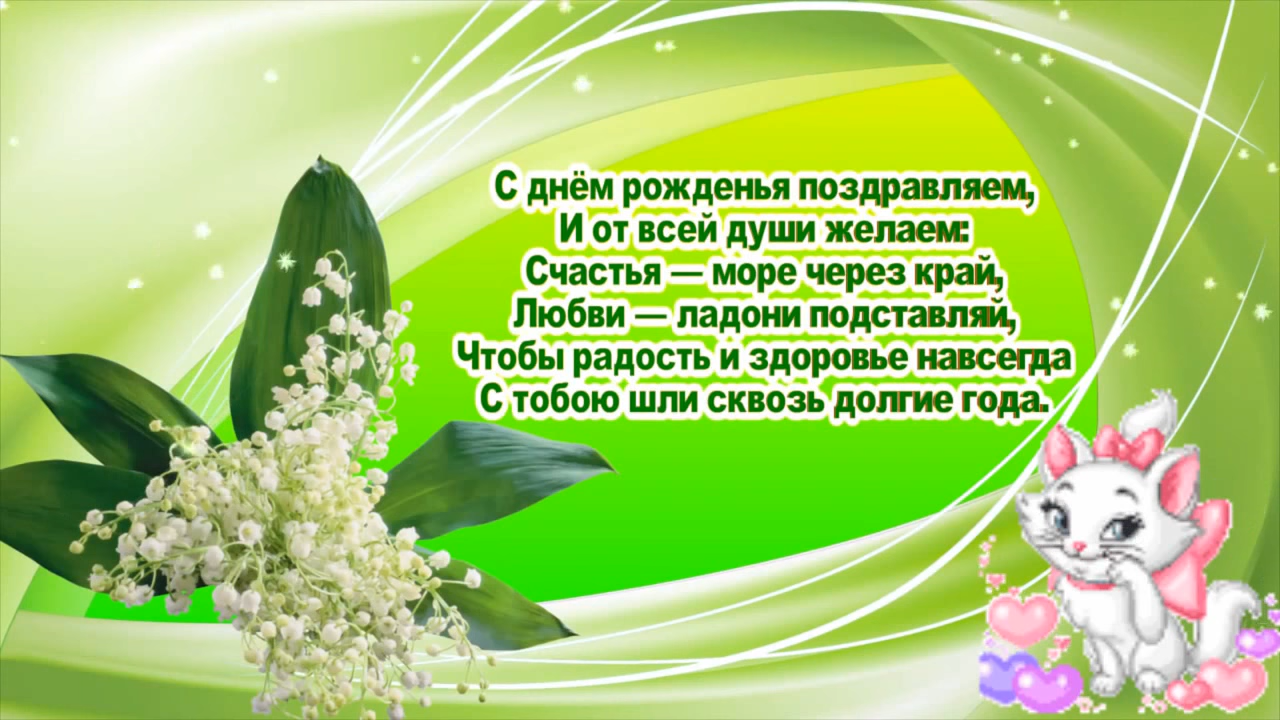 С днём рожденья поздравляем,
И от всей души желаем:
Счастья — море через край,
Любви — ладони подставляй,
Чтобы радость и здоровье навсегда
С тобою шли сквозь долгие года.